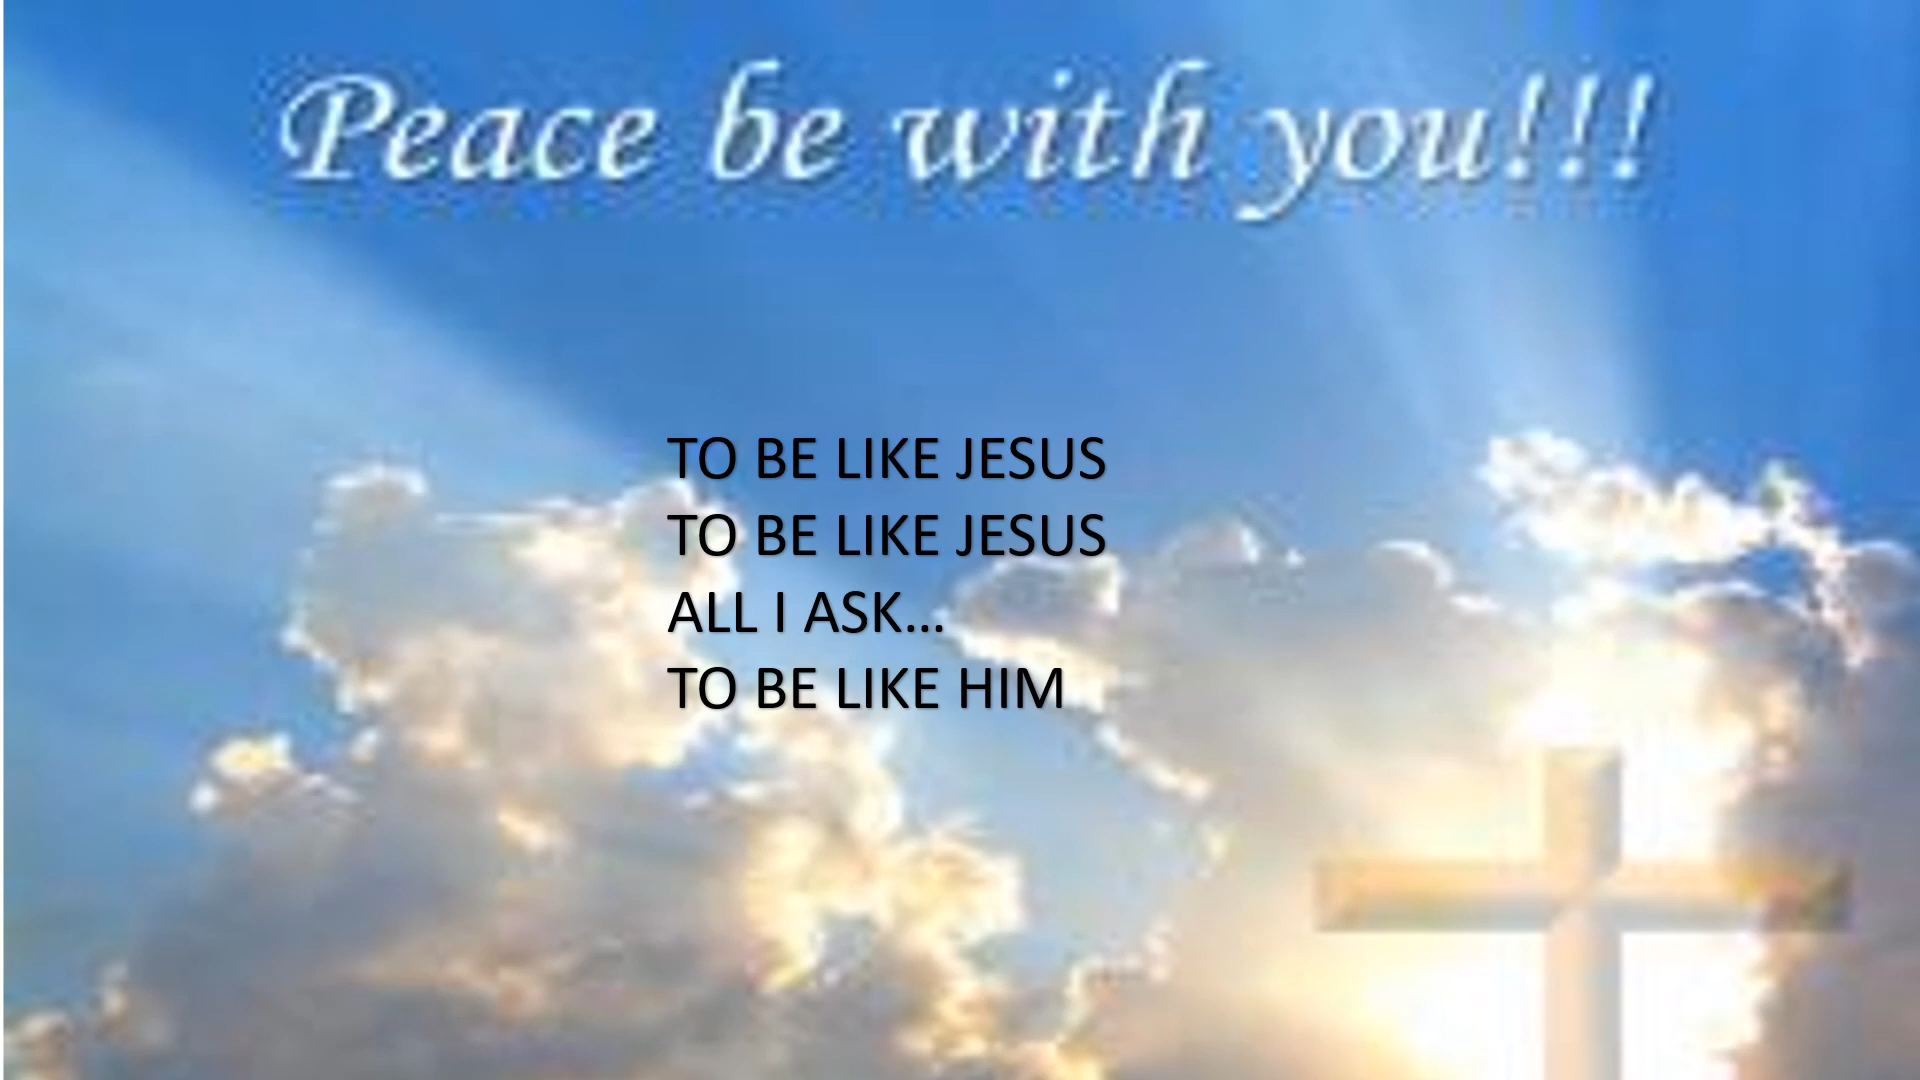 Peace be with you!!!
TO BE LIKE JESUS
TO BE LIKE JESUS
ALL I ASK…
TO BE LIKE HIM